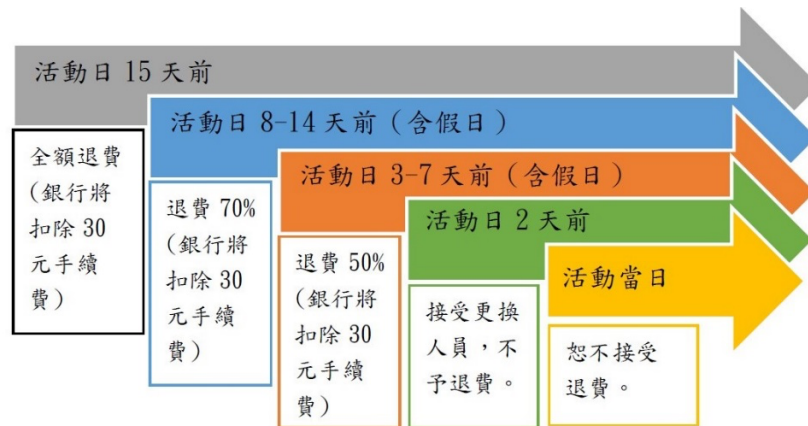 活動日 15 天前
全額退費
(銀行將
扣除 30
元手續
費)
活動日 8-14 天前 (含假日)
退費 70%
(銀行將
扣除 30
元手續
費)
活動日 3-7 天前 (含假日)
退費 50%
(銀行將
扣除 30
元手續
費)
活動日 2 天前
接受更換
人員，不
予退費。
活動當日
恕不接受
退費。